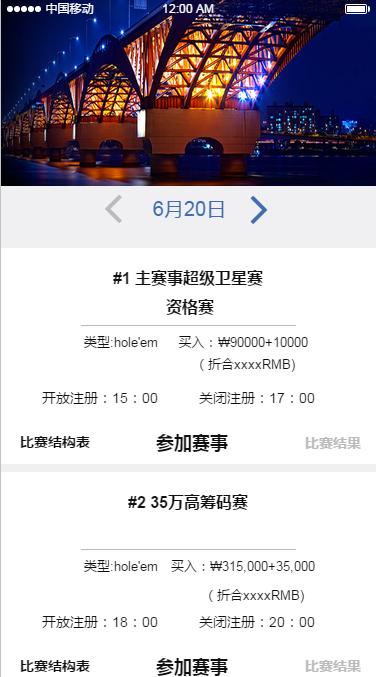 中国移动 12:00 AM
6月20日
#1 主赛事超级卫星赛
资格赛
类型:hole'em 买入：₩90000+10000
( 折合xxxxRMB)
开放注册：15：00 关闭注册：17：00
比赛结构表 参加赛事 比赛结果
#2 35万高筹码赛
类型:hole'em 买入：₩315,000+35,000
( 折合xxxxRMB)
开放注册：18：00 关闭注册：20：00
比赛结构表 参加赛事 比赛结果